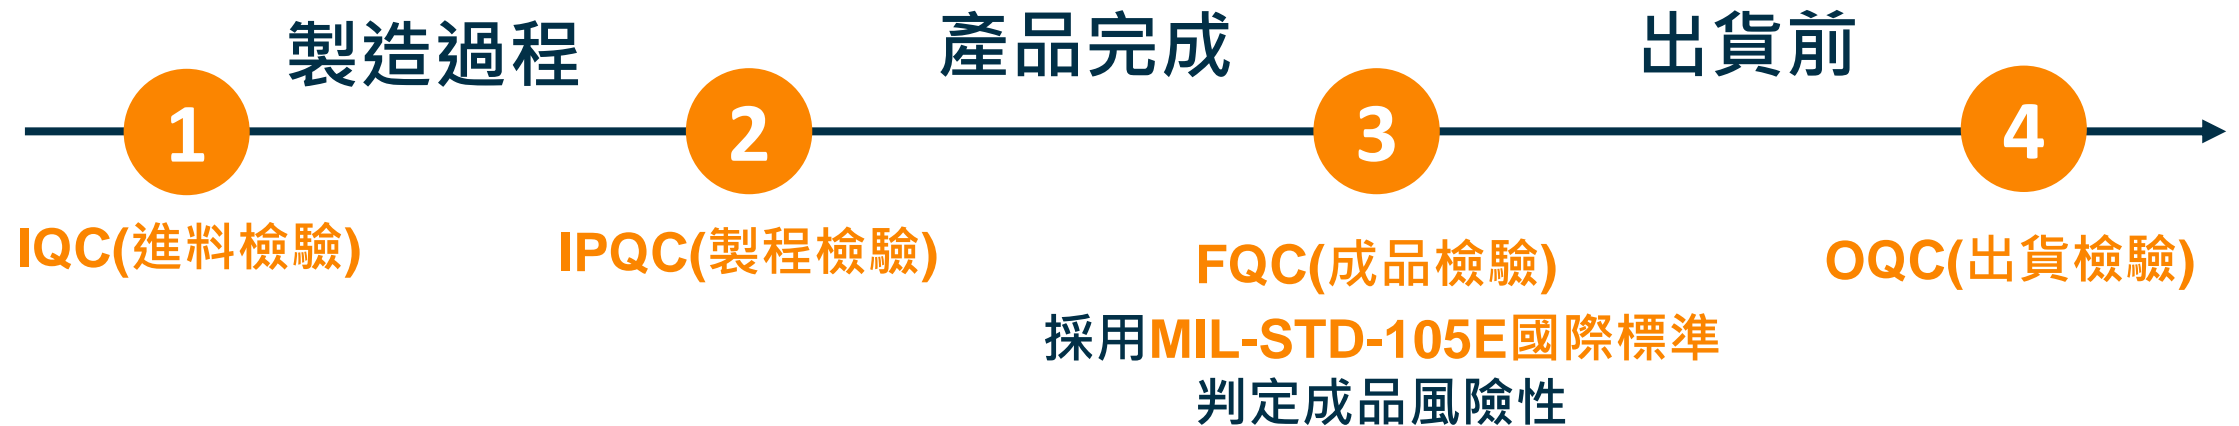 製造過程
產品完成
出貨前
1
2
3
4
IQC(進料檢驗)
IPQC(製程檢驗)
FQC(成品檢驗)
OQC(出貨檢驗)
採用MIL-STD-105E國際標準
判定成品風險性